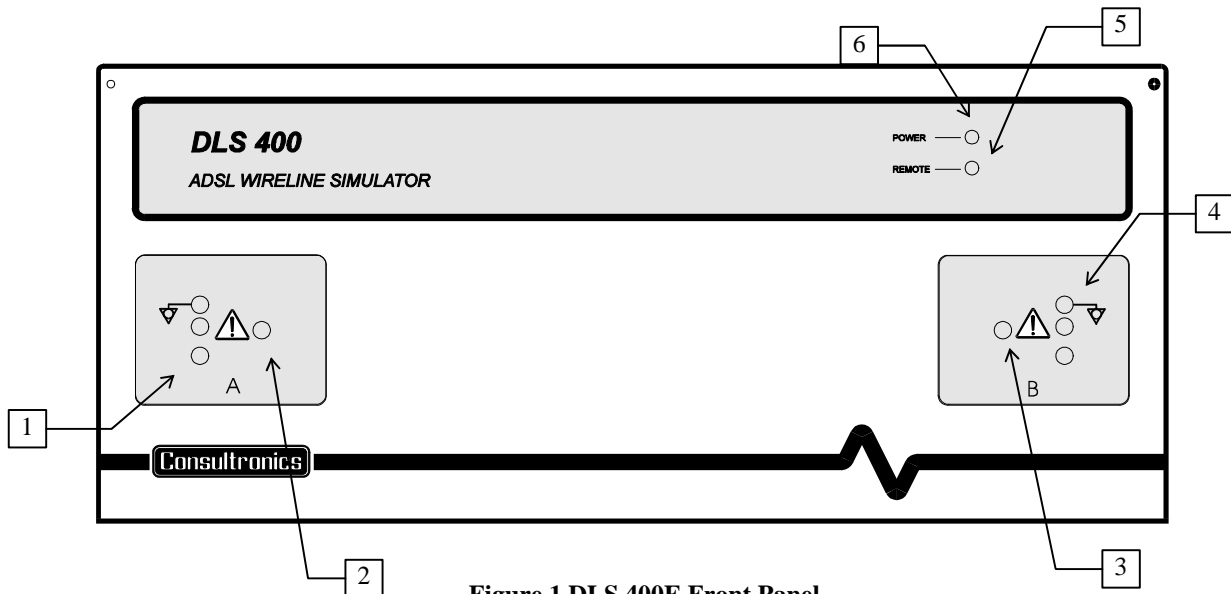 5
6
POWER
DLS 400
REMOTE
ADSL WIRELINE SIMULATOR
4
A
B
1
Consultronics
2
3
Figure 1 DLS 400E Front Panel